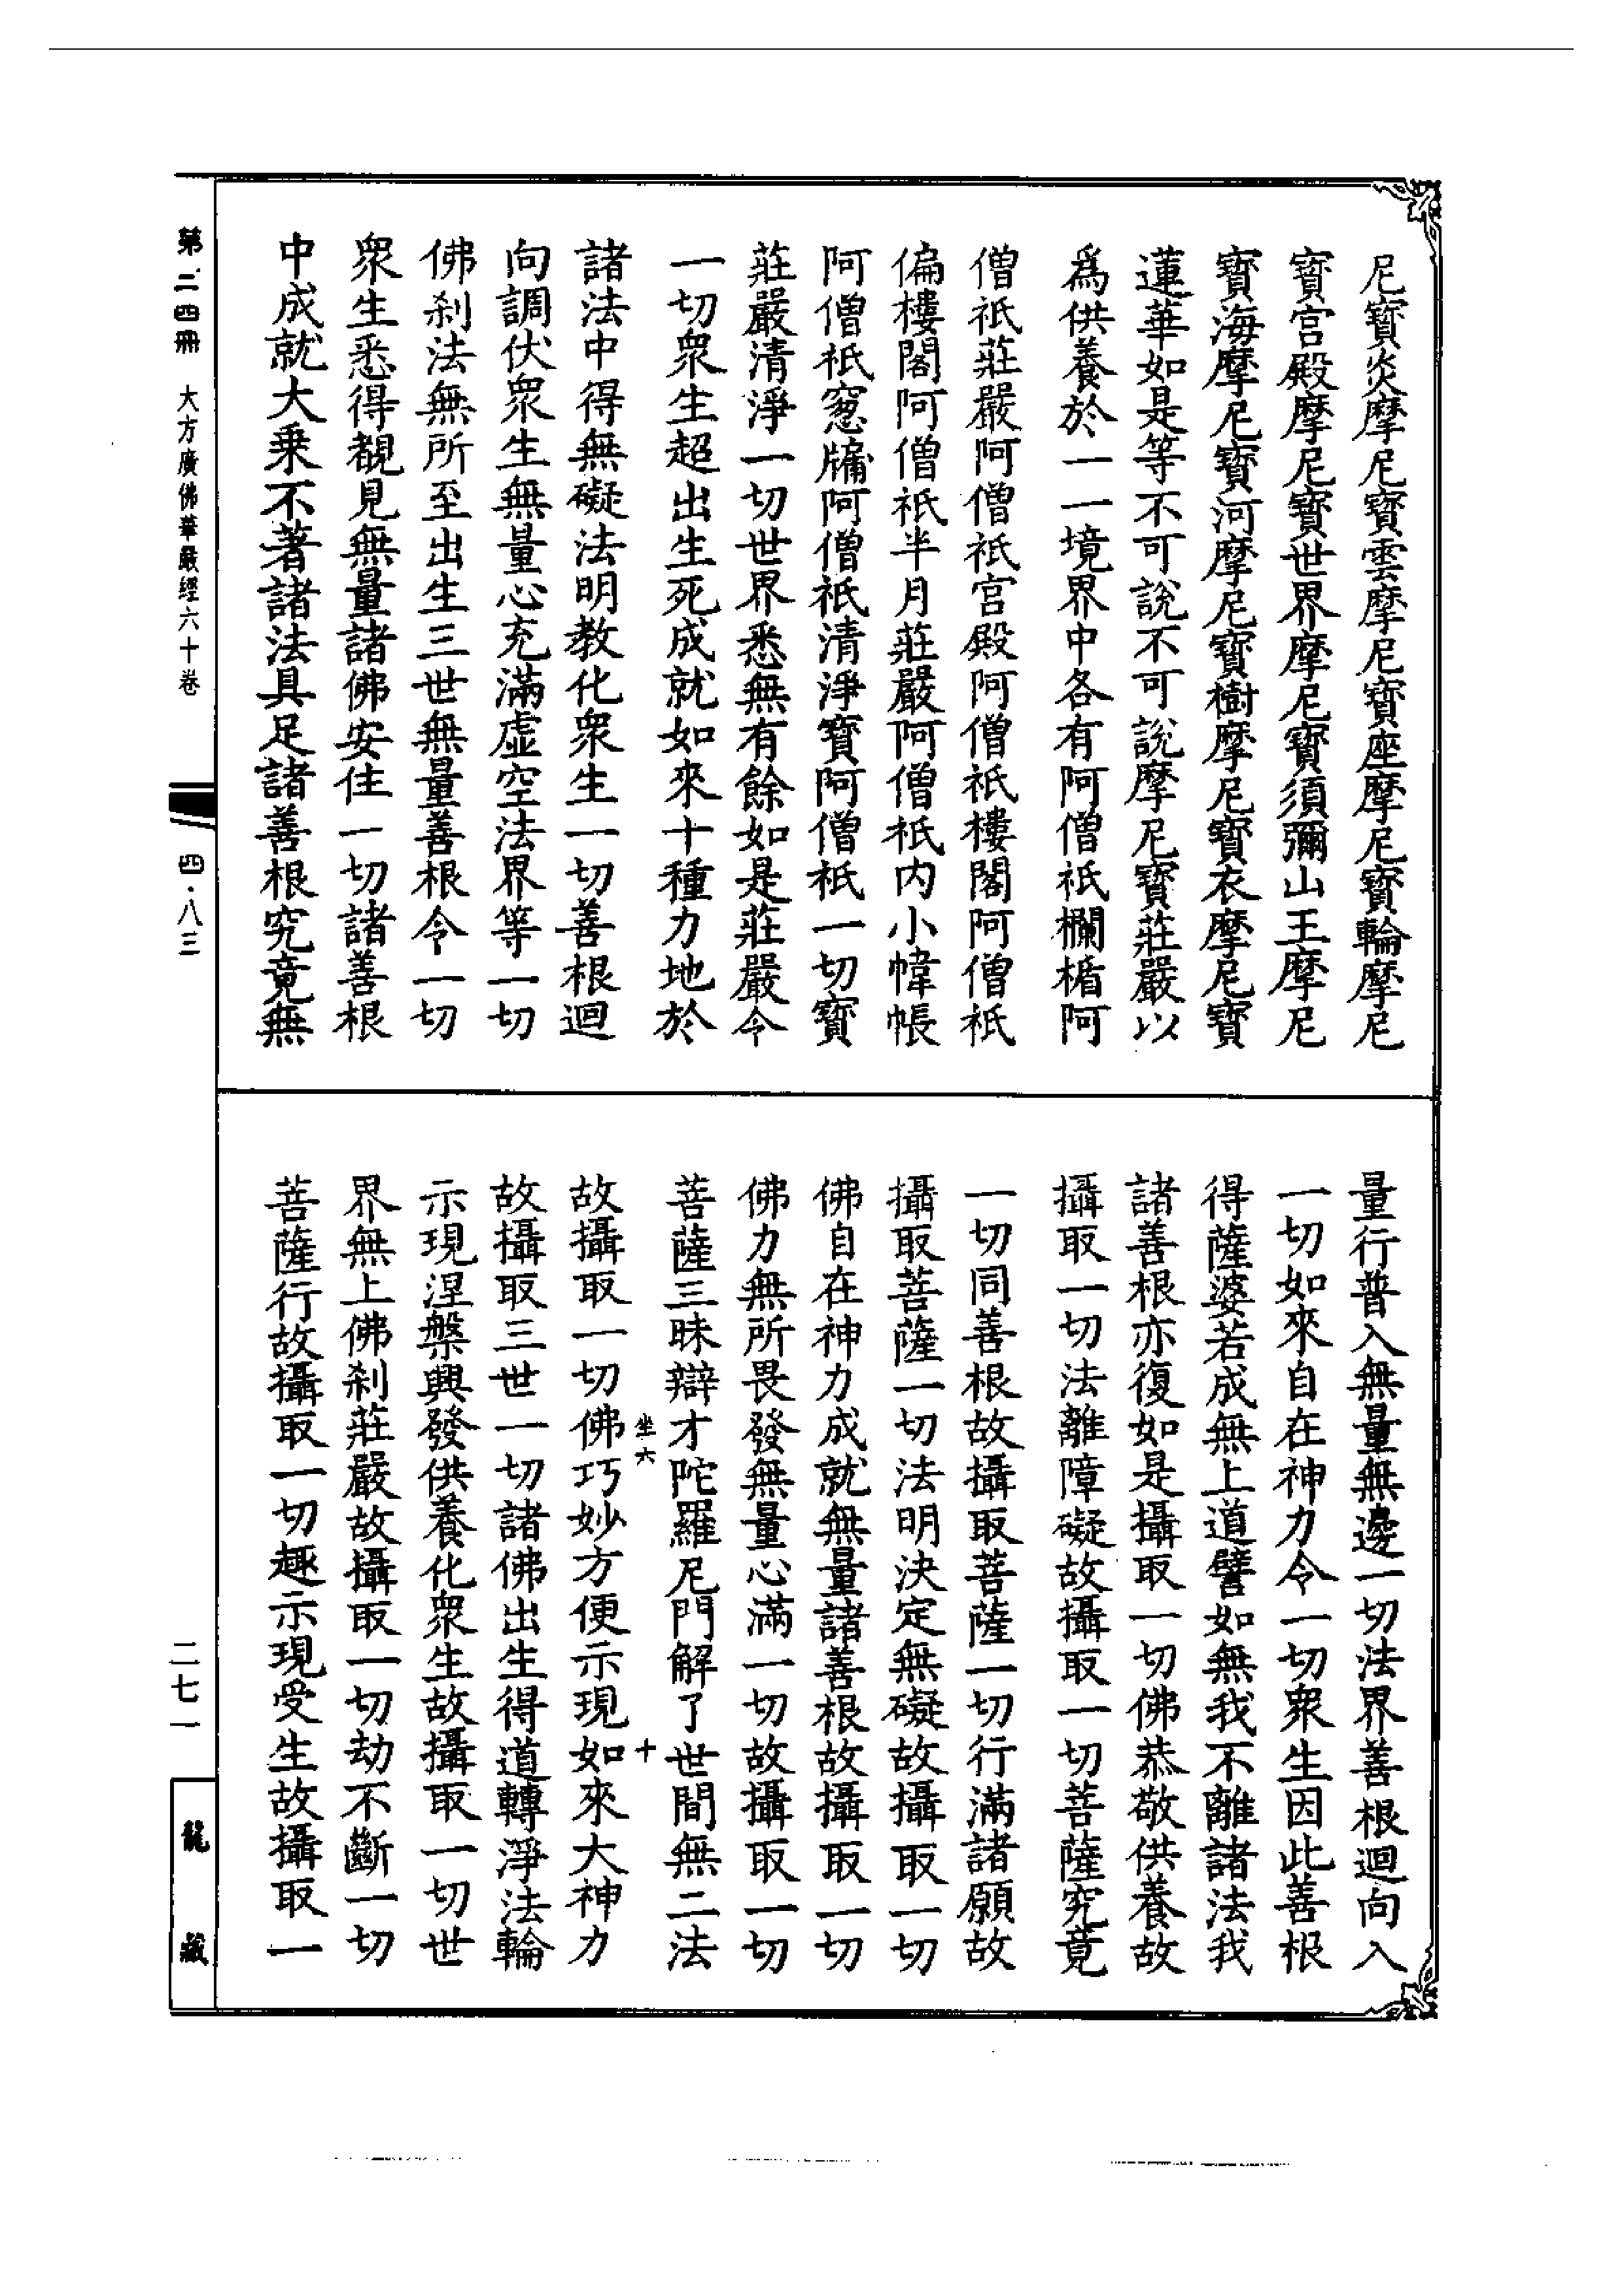 尼寶炎摩尼寶雲摩尼寶座摩尼寶輪摩尼
寶宮殿摩尼寶世界摩尼寶須彌山王摩尼
寶海摩尼寶河摩尼寶樹摩尼寶衣摩尼寶
蓮華如是等不可說不可說摩尼寶莊嚴以
爲供養於一一境界中各有阿僧祇欄楯阿
僧祇莊嚴阿僧祇宮殿阿僧祇樓閣阿僧祇
偏樓閣阿僧祇半月莊嚴阿僧祇内小幃帳
阿僧祇窻牖阿僧祇清淨寶阿僧祇一切寶
莊嚴清淨一切世界悉無有餘如是莊嚴令
一切衆生超出生死成就如來十種力地於
諸法中得無礙法明教化衆生一切善根迴
向調伏衆生無量心充滿虛空法界等一切
佛刹法無所至出生三世無量善根令一切
衆生悉得覩見無量諸佛安住一切諸善根
中成就大乗不著諸法具足諸善根究竟無
量行普入無量無邊一切法界善根迴向入
一切如來自在神力令一切衆生因此善根
得薩婆若成無上道譬如無我不離諸法我
諸善根亦復如是攝取一切佛恭敬供養故
攝取一切法離障礙故攝取一切菩薩究竟
一切同善根故攝取菩薩一切行滿諸願故
攝取菩薩一切法明決定無礙故攝取一切
佛自在神力成就無量諸善根故攝取一切
佛力無所畏發無量心滿一切故攝取一切
菩薩三昧辯才陀羅尼門解了世間無二法
坐六 十
故攝取一切佛巧妙方便示現如來大神力
故攝取三世一切諸佛出生得道轉淨法輪
示現涅槃興發供養化衆生故攝取一切世
界無上佛刹莊嚴故攝取一切劫不斷一切
菩薩行故攝取一切趣示現受生故攝取一
第二四冊 大方廣佛華嚴經六十卷 四·八三
二七一
龍藏